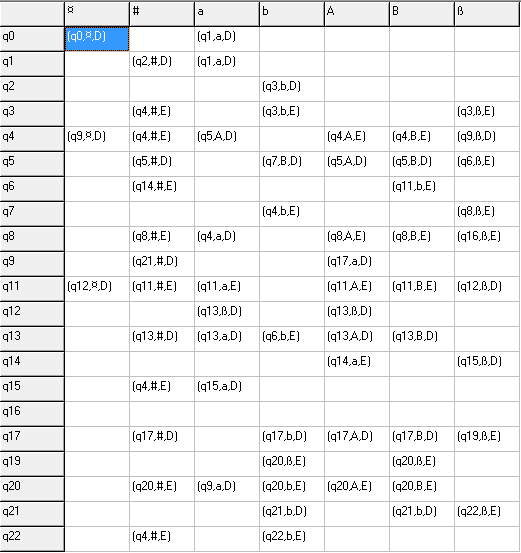 ¤ # a b A B ß
q0 (q0,¤,D) (q1,a,D)
q1 (q2,#,D) (q1,a,D)
q2 (q3,b,D)
q3 (q4,#,E) (q3,b,E) (q3,ß,E)
q4 (q9,¤,D) (q4,#,E) (q5,A,D) (q4,A,E) (q4,B,E) (q9,ß,D)
q5 (q5,#,D) (q7,B,D) (q5,A,D) (q5,B,D) (q6,ß,E)
q6 (q14,#,E) (q11,b,E)
q7 (q4,b,E) (q8,ß,E)
q8 (q8,#,E) (q4,a,D) (q8,A,E) (q8,B,E) (q16,ß,E)
q9 (q21,#,D) (q17,a,D)
q11 (q12,¤,D) (q11,#,E) (q11,a,E) (q11,A,E) (q11,B,E) (q12,ß,D)
q12 (q13,ß,D) (q13,ß,D)
q13 (q13,#,D) (q13,a,D) (q6,b,E) (q13,A,D) (q13,B,D)
q14 (q14,a,E) (q15,ß,D)
q15 (q4,#,E) (q15,a,D)
q16
q17 (q17,#,D) (q17,b,D) (q17,A,D) (q17,B,D) (q19,ß,E)
q19 (q20,ß,E) (q20,ß,E)
q20 (q20,#,E) (q9,a,D) (q20,b,E) (q20,A,E) (q20,B,E)
q21 (q21,b,D) (q21,b,D) (q22,ß,E)
q22 (q4,#,E) (q22,b,E)